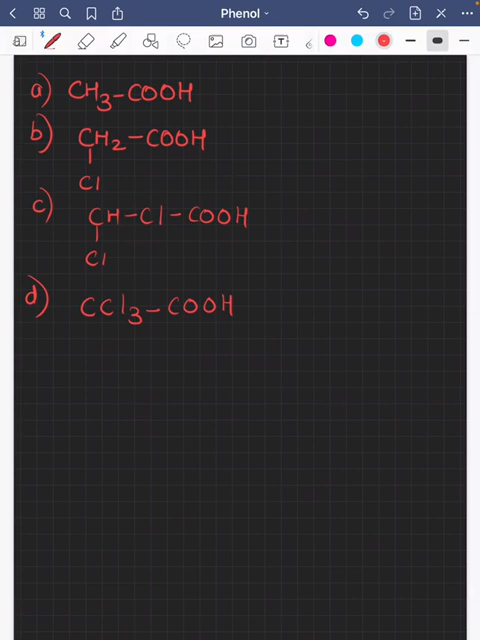 Phenol
a) CH3-COOH
b) CH2-COOH
Cl
c) CH-Cl-COOH
Cl
d) CCl3-COOH